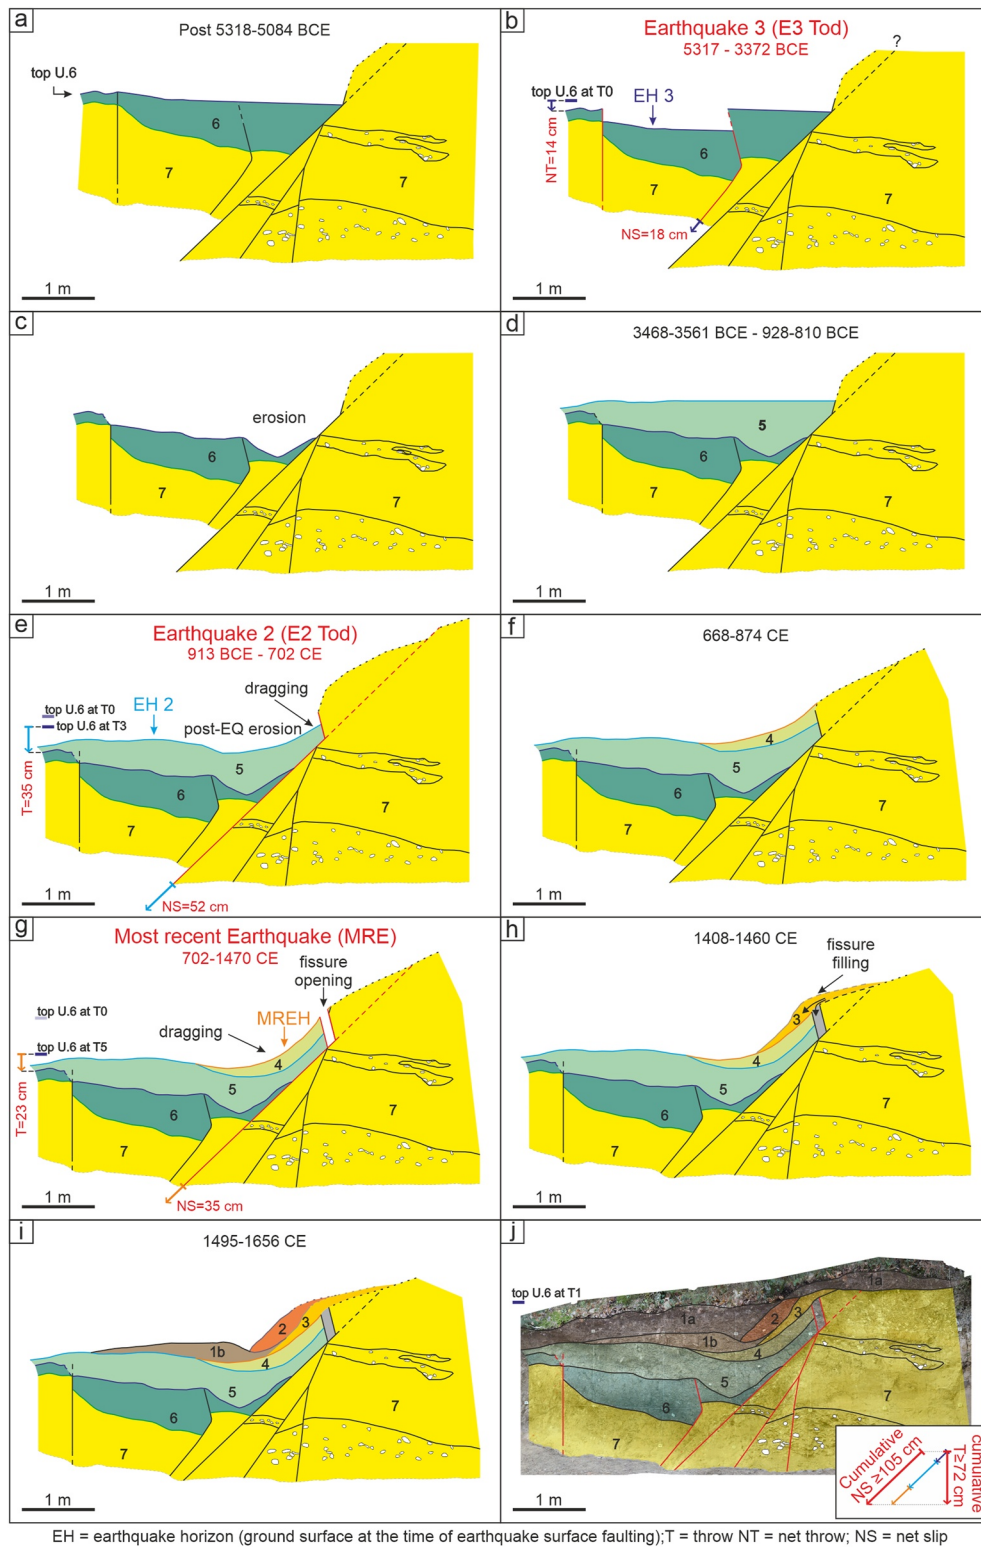 a
Post 5318-5084 BCE
top U.6
6
7
7
1 m
b
Earthquake 3 (E3 Tod)
5317 - 3372 BCE
?
top U.6 at T0
EH 3
NT=14 cm
6
7
7
NS=18 cm
1 m
c
erosion
6
7
7
1 m
d
3468-3561 BCE - 928-810 BCE
5
6
7
7
1 m
e
Earthquake 2 (E2 Tod)
913 BCE - 702 CE
dragging
top U.6 at T0
EH 2
top U.6 at T3
post-EQ erosion
T=35 cm
5
6
7
7
NS=52 cm
1 m
f
668-874 CE
4
5
6
7
7
1 m
g
Most recent Earthquake (MRE)
702-1470 CE
fissure
opening
top U.6 at T0
MREH
dragging
top U.6 at T5
4
T=23 cm
5
6
7
7
NS=35 cm
1 m
h
1408-1460 CE
fissure
filling
3
4
5
6
7
7
1 m
i
1495-1656 CE
2
3
1b
4
5
6
7
7
1 m
j
top U.6 at T1
1a
1a
2
3
1b
4
5
6
7
7
1 m
Cumulative
NS ≥105 cm
cumulative
T≥72 cm
EH = earthquake horizon (ground surface at the time of earthquake surface faulting);T = throw NT = net throw; NS = net slip